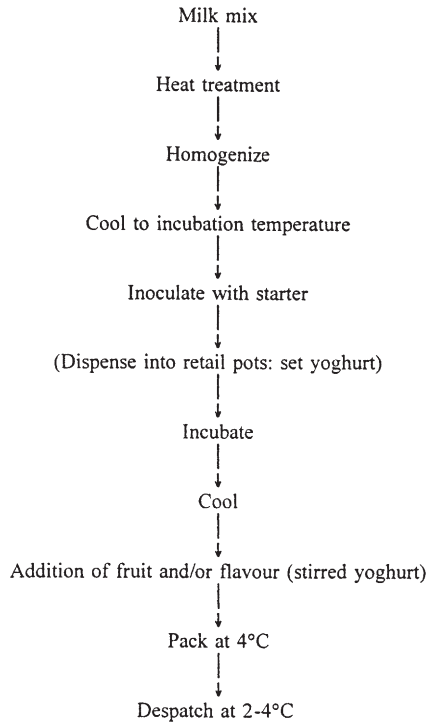 Milk mix
Heat treatment
Homogenize
Cool to incubation temperature
Inoculate with starter
(Dispense into retail pots: set yoghurt)
Incubate
Cool
Addition of fruit and/or flavour (stirred yoghurt)
Pack at 4°C
Despatch at 2-4°C